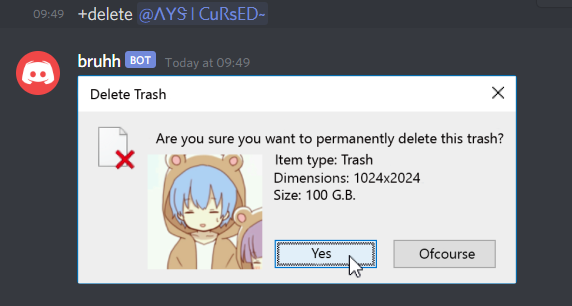 09:49 +delete @ΛYS I CuRsED~
bruhh BOT Today at 09:49
Delete Trash
Are you sure you want to permanently delete this trash?
Item type: Trash
Dimensions: 1024x2024
Size: 100 G.B.
Yes
Ofcourse